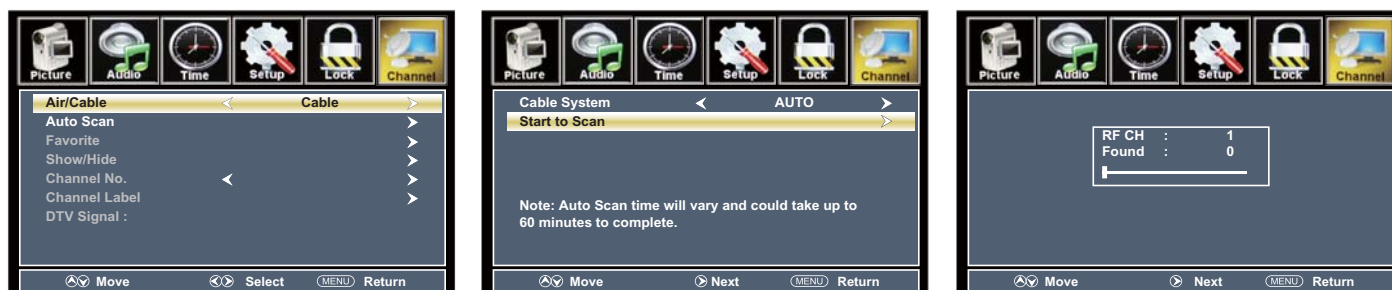 Picture Audio Time Setup Lock Channel
Air/Cable Cable
Auto Scan
Favorite
Show/Hide
Channel No.
Channel Label
DTV Signal :
Move Select MENU Return
Picture Audio Time Setup Lock Channel
Cable System AUTO
Start to Scan
Note: Auto Scan time will vary and could take up to
60 minutes to complete.
Move Next MENU Return
Picture Audio Time Setup Lock Channel
RF CH : 1
Found : 0
Move Next MENU Return